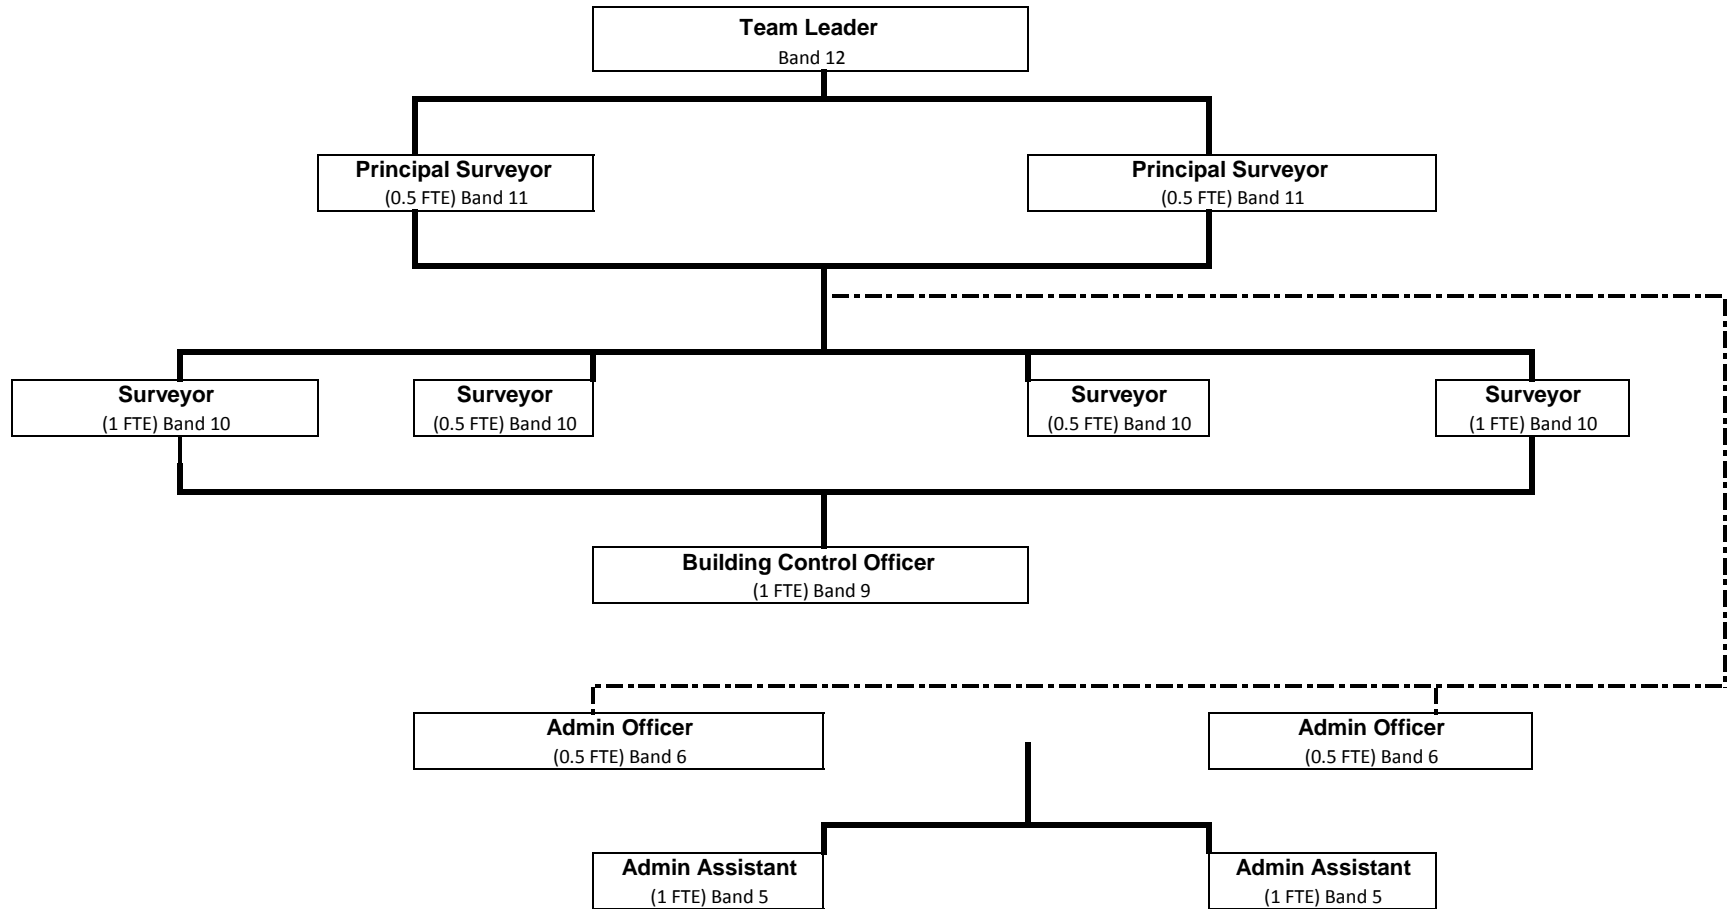 Team Leader
Band 12
Principal Surveyor
(0.5 FTE) Band 11
Principal Surveyor
(0.5 FTE) Band 11
Surveyor
(1 FTE) Band 10
Surveyor
(0.5 FTE) Band 10
Surveyor
(0.5 FTE) Band 10
Surveyor
(1 FTE) Band 10
Building Control Officer
(1 FTE) Band 9
Admin Officer
(0.5 FTE) Band 6
Admin Officer
(0.5 FTE) Band 6
Admin Assistant
(1 FTE) Band 5
Admin Assistant
(1 FTE) Band 5